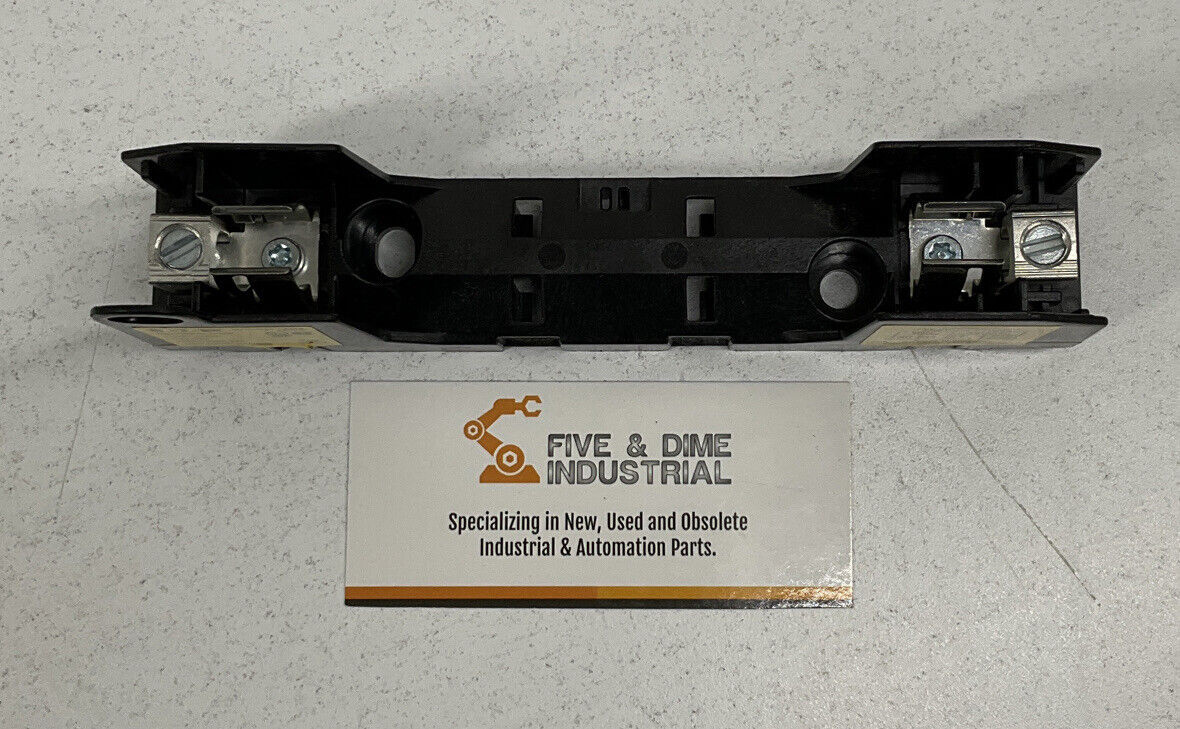 FIVE & DIME
INDUSTRIAL
Specializing in New, Used and Obsolete
Industrial & Automation Parts.